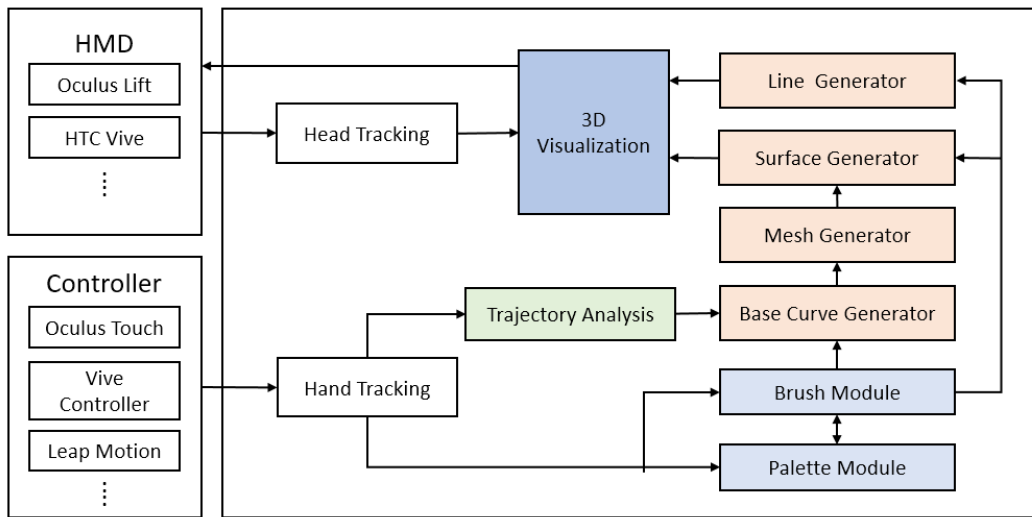 HMD
Oculus Lift
HTC Vive
Controller
Oculus Touch
Vive
Controller
Leap Motion
Head Tracking
Hand Tracking
3D
Visualization
Trajectory Analysis
Line Generator
Surface Generator
Mesh Generator
Base Curve Generator
Brush Module
Palette Module